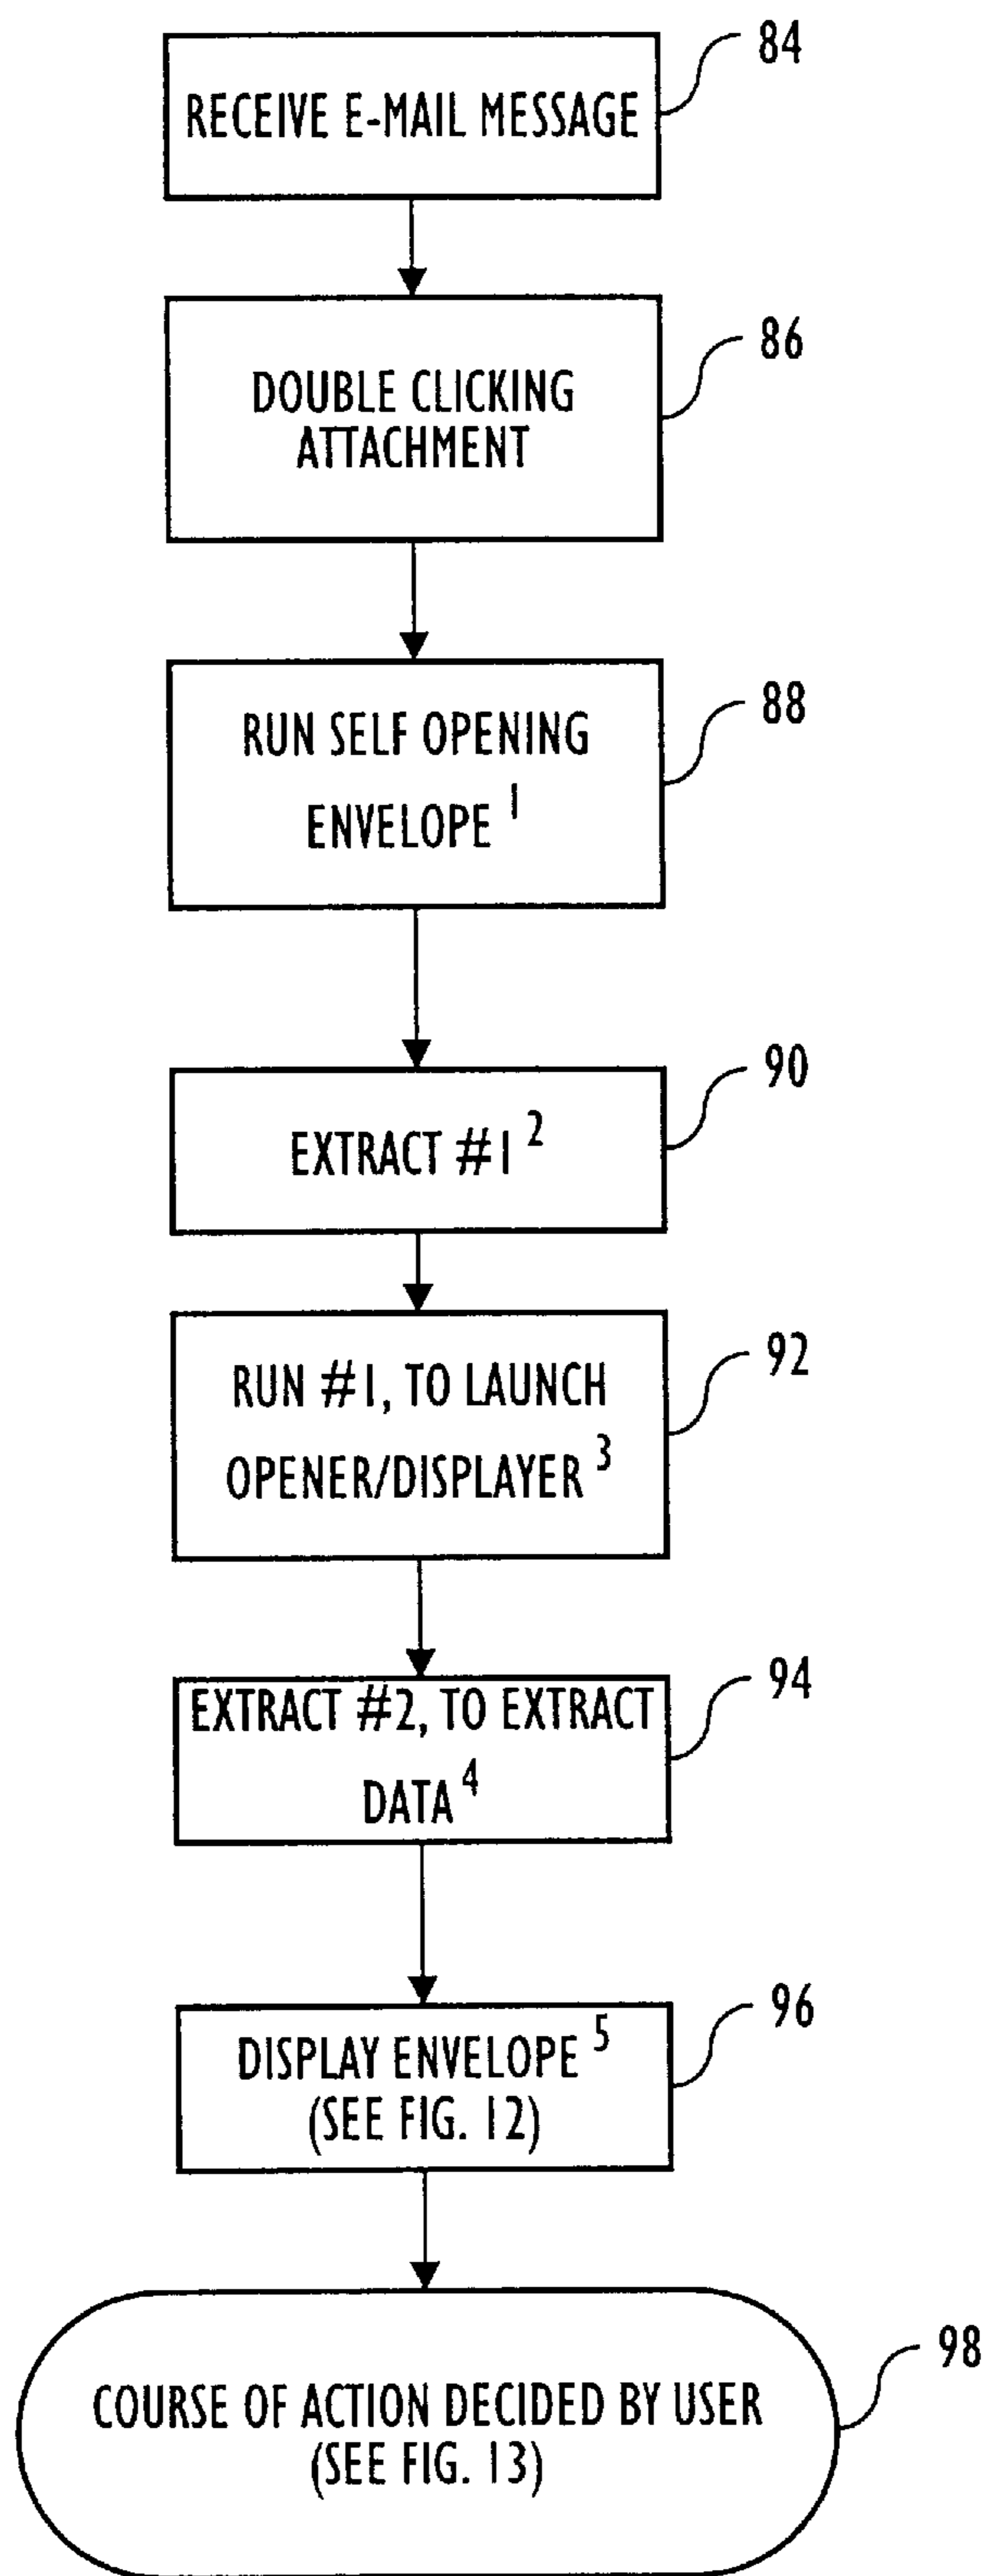 84
RECEIVE E-MAIL MESSAGE
86
DOUBLE CLICKING
ATTACHMENT
88
RUN SELF OPENING
ENVELOPE 1
90
EXTRACT #1 2
92
RUN #1, TO LAUNCH
OPENER/DISPLAYER 3
94
EXTRACT #2, TO EXTRACT
DATA 4
96
DISPLAY ENVELOPE 5
(SEE FIG. 12)
98
COURSE OF ACTION DECIDED BY USER
(SEE FIG. 13)